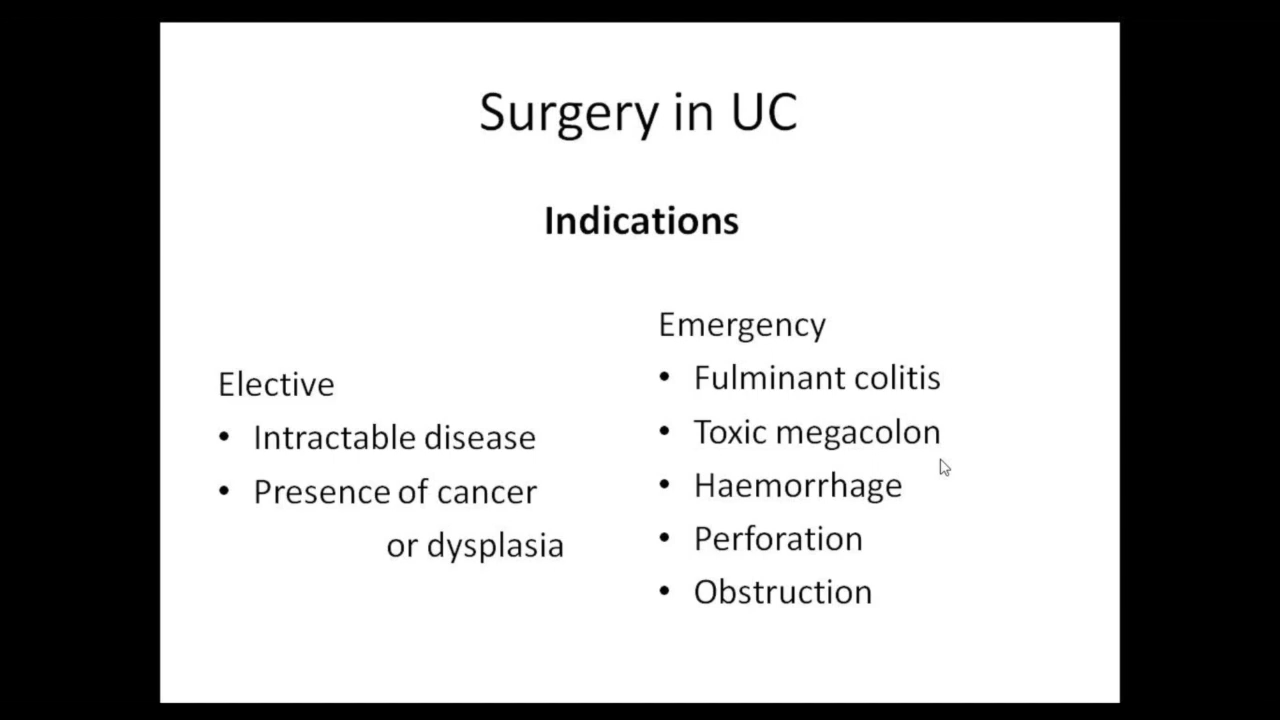 Surgery in UC
Indications
Elective
• Intractable disease
• Presence of cancer
or dysplasia
Emergency
• Fulminant colitis
• Toxic megacolon
• Haemorrhage
• Perforation
• Obstruction